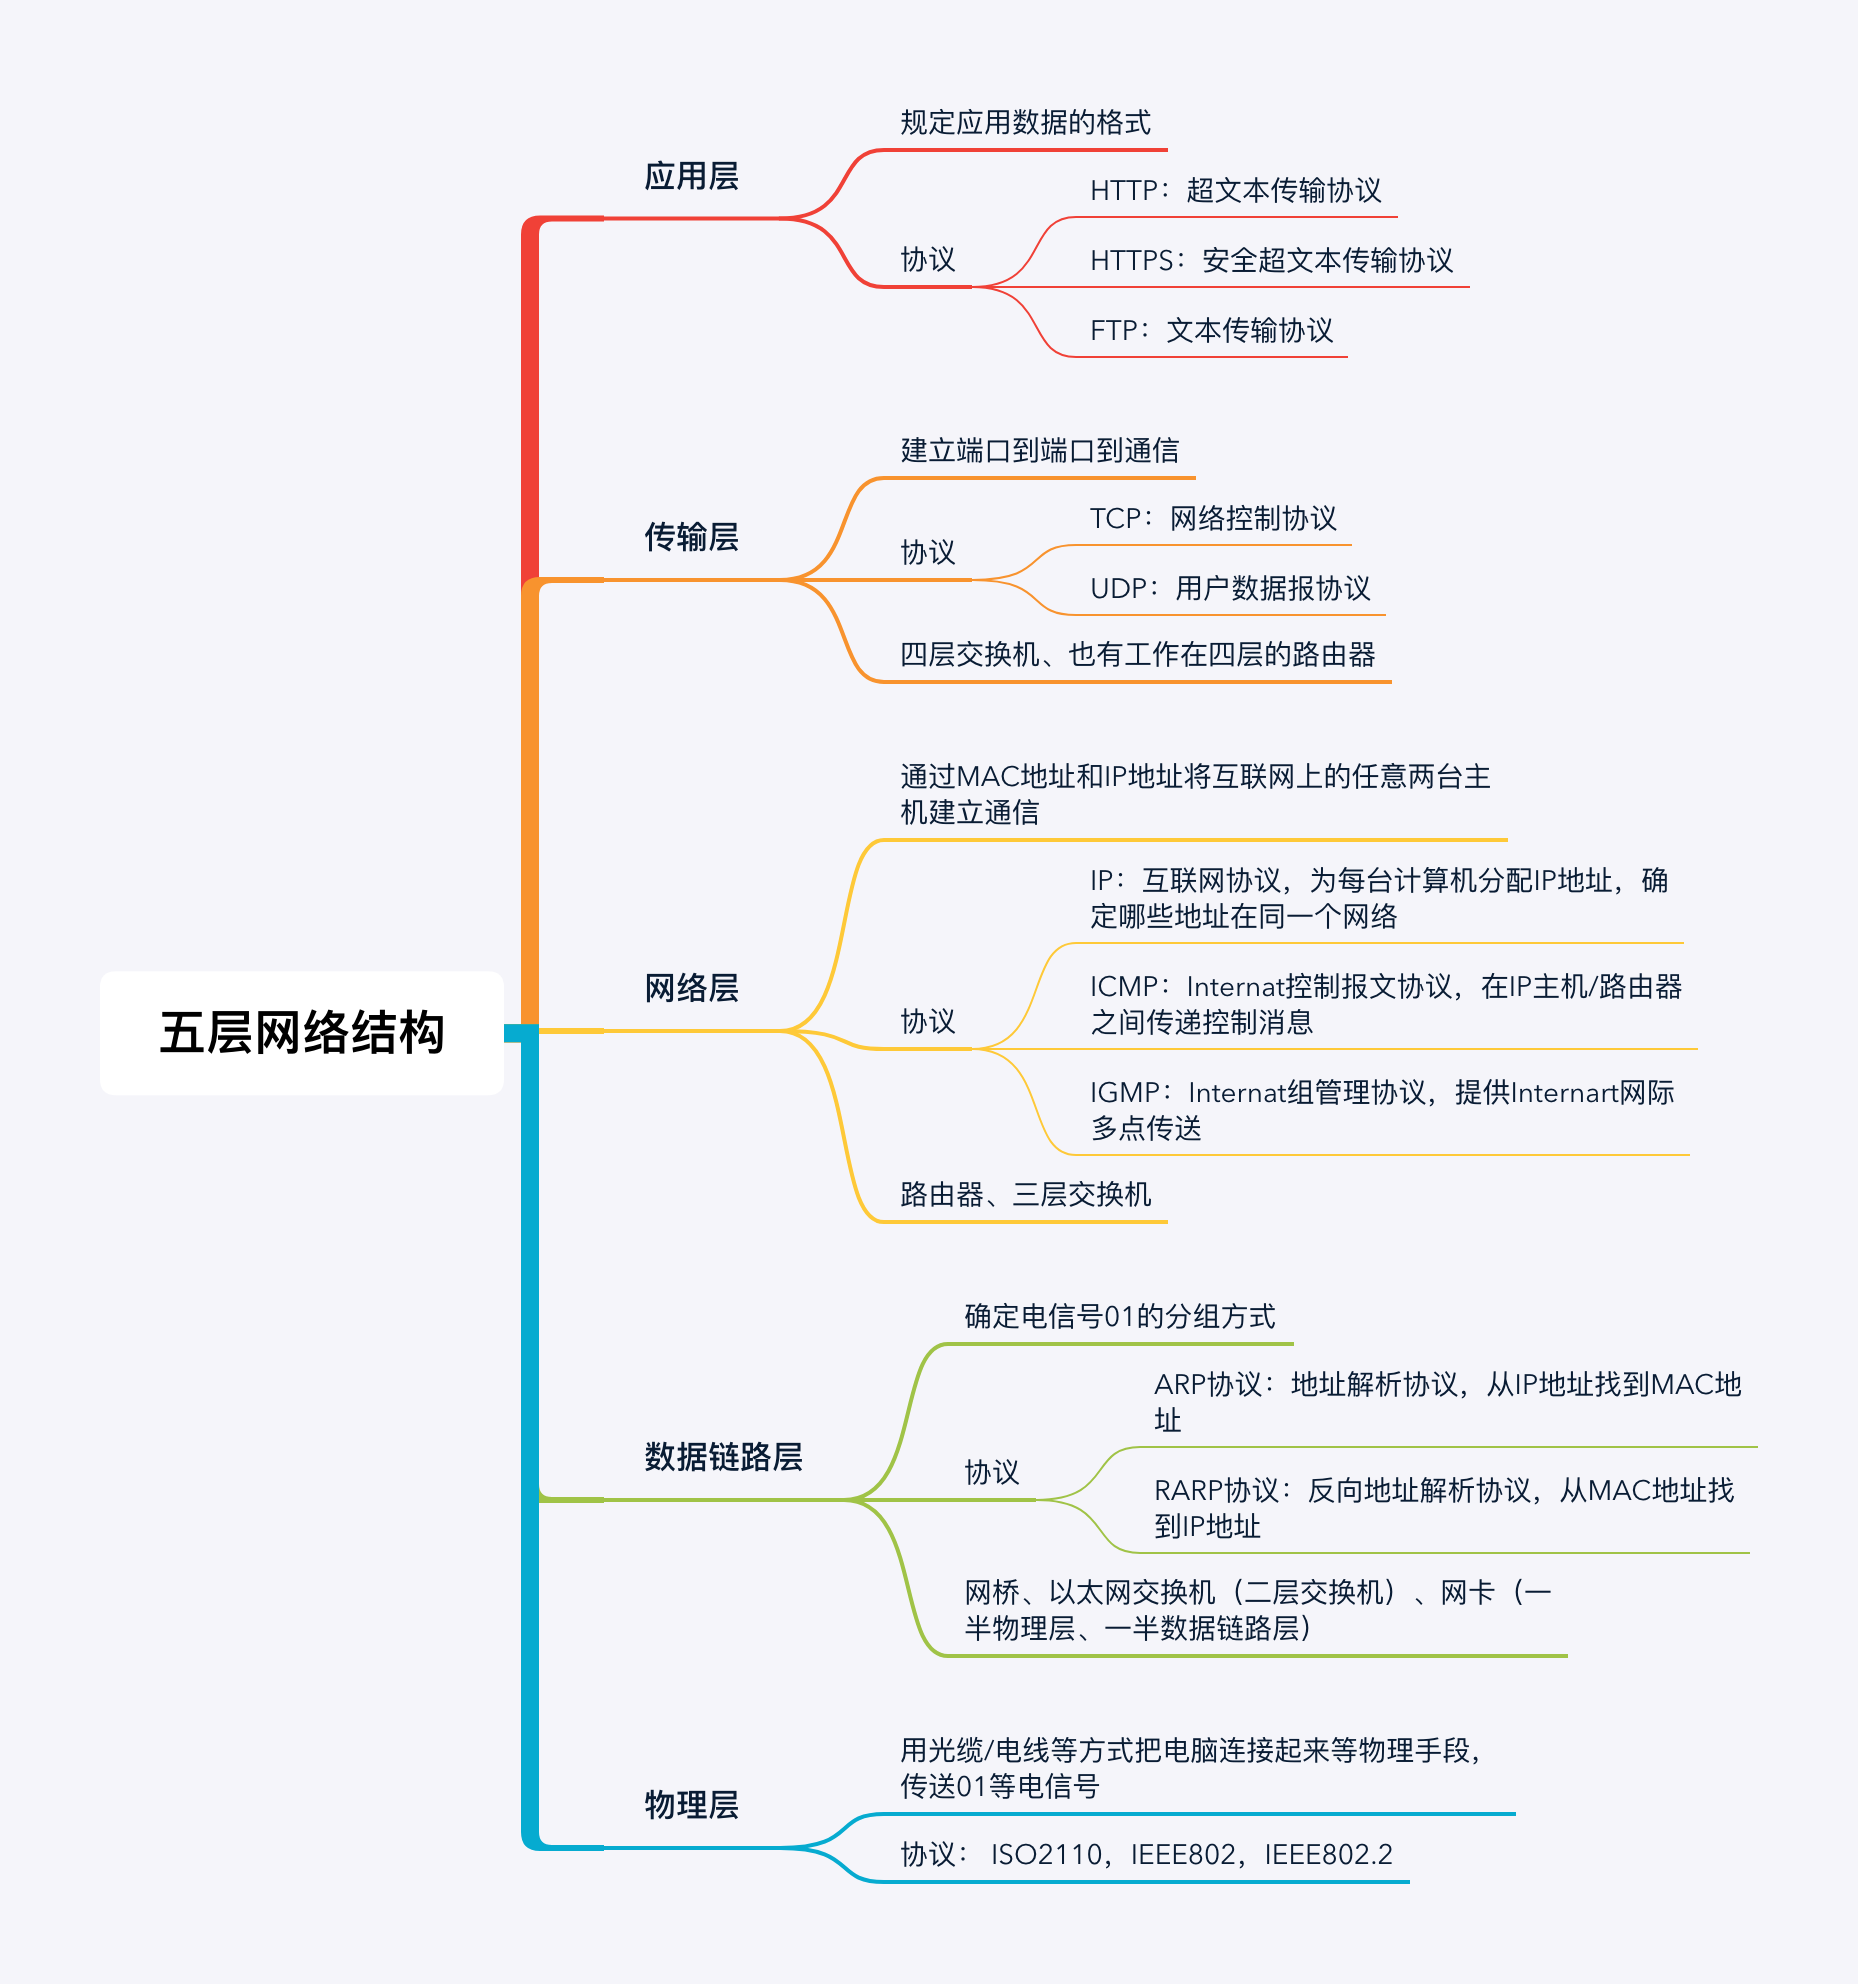 规定应用数据的格式
应用层
HTTP：超文本传输协议
协议
HTTPS：安全超文本传输协议
FTP：文本传输协议
建立端口到端口到通信
传输层
TCP：网络控制协议
协议
UDP：用户数据报协议
四层交换机、也有工作在四层的路由器
通过MAC地址和IP地址将互联网上的任意两台主
机建立通信
IP：互联网协议，为每台计算机分配IP地址，确
定哪些地址在同一个网络
网络层
ICMP：Internat控制报文协议，在IP主机/路由器
之间传递控制消息
协议
五层网络结构
IGMP：Internat组管理协议，提供Internart网际
多点传送
路由器、三层交换机
确定电信号01的分组方式
ARP协议：地址解析协议，从IP地址找到MAC地
址
数据链路层
协议
RARP协议：反向地址解析协议，从MAC地址找
到IP地址
网桥、以太网交换机（二层交换机）、网卡（一
半物理层、一半数据链路层）
用光缆/电线等方式把电脑连接起来等物理手段，
传送01等电信号
物理层
协议： ISO2110，IEEE802，IEEE802.2